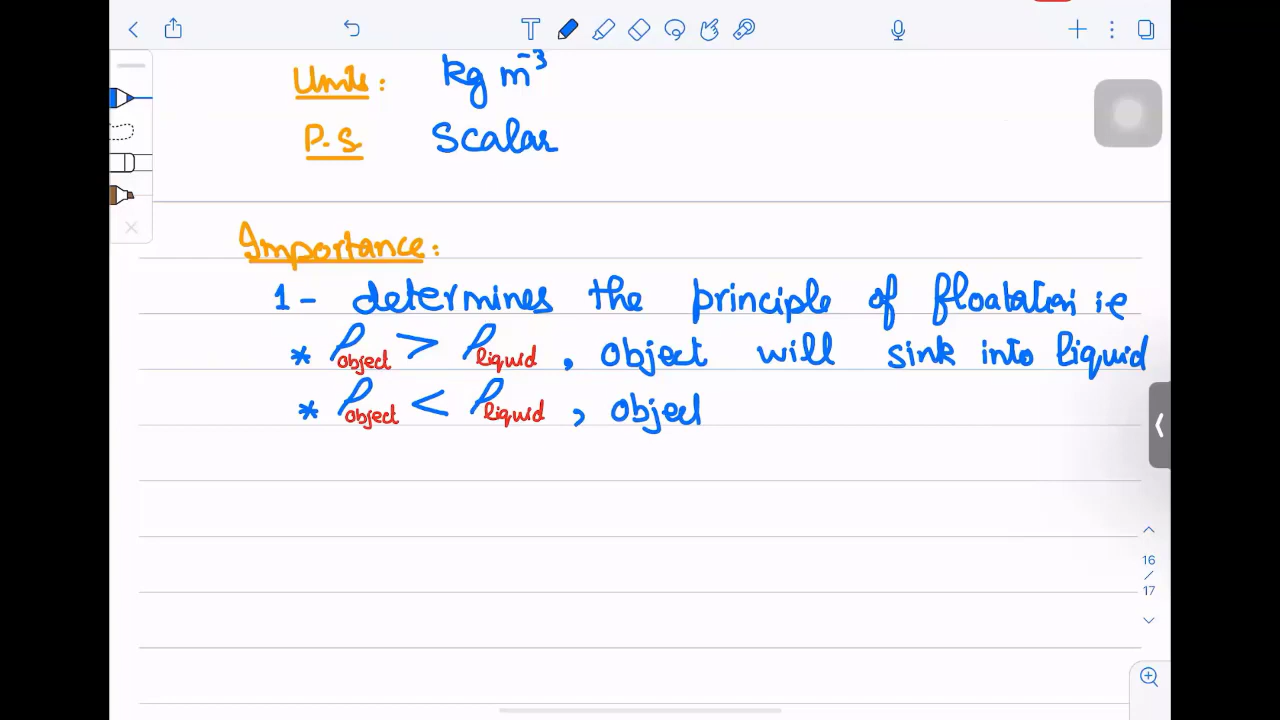 Units: kg m⁻³
P.S. Scalar
Importance:
1- determines the principle of floatation i.e
* ρobject > ρliquid, object will sink into liquid
* ρobject < ρliquid, objec
16
/
17